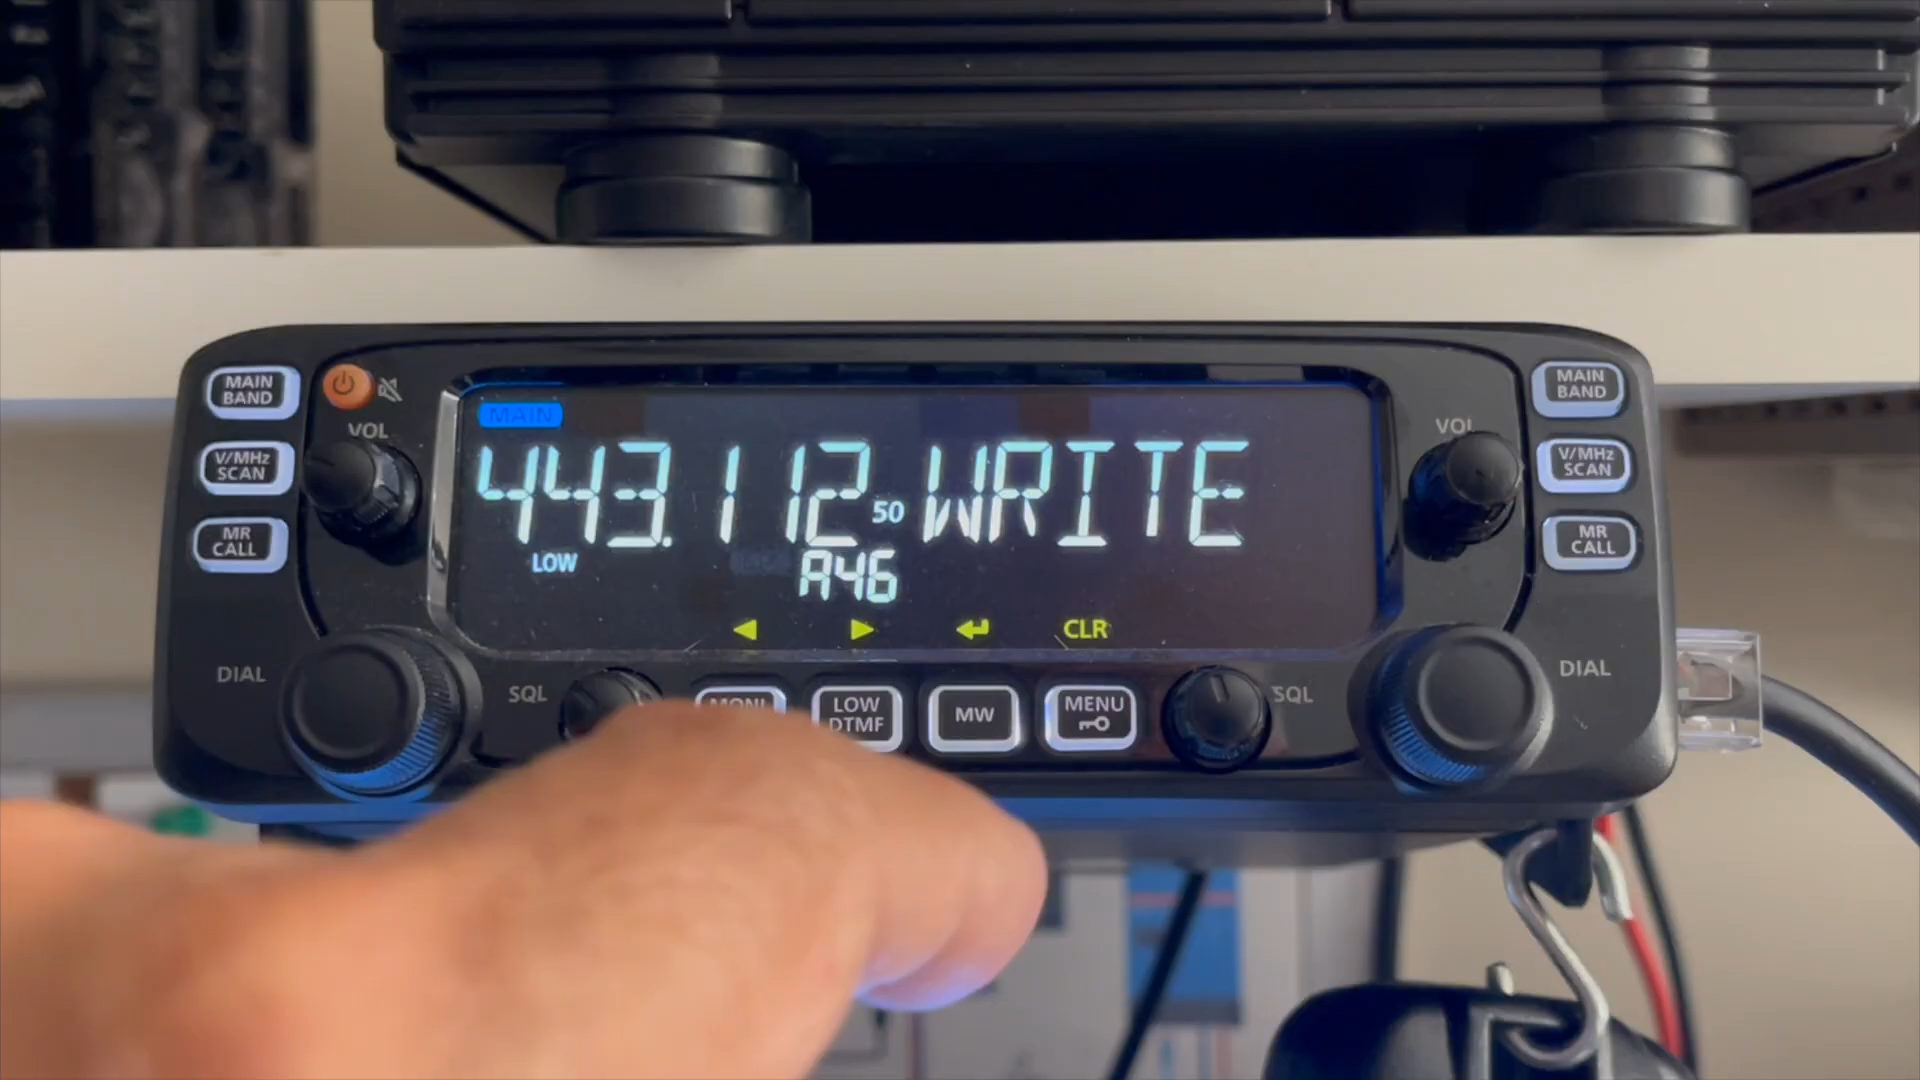 MAIN
BAND
VOL
V/MHz
SCAN
MR
CALL
DIAL
SQL
MAIN
443.112 50 WRITE
LOW
A46
CLR
MONI
LOW
DTMF
MW
MENU
SQL
VOL
MAIN
BAND
V/MHz
SCAN
MR
CALL
DIAL